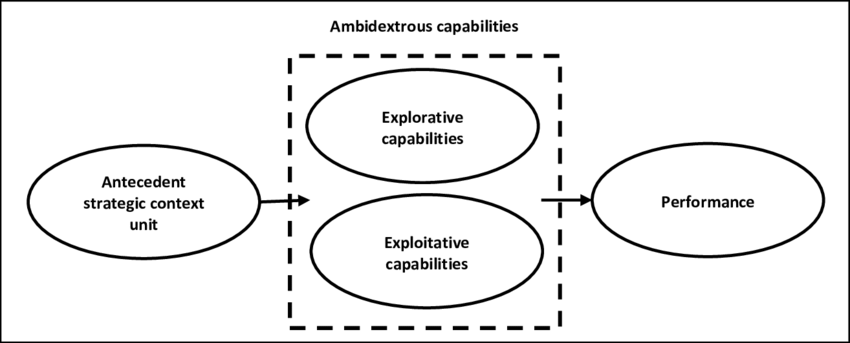 Ambidextrous capabilities
Explorative
capabilities
Antecedent
strategic context
unit
Performance
Exploitative
capabilities